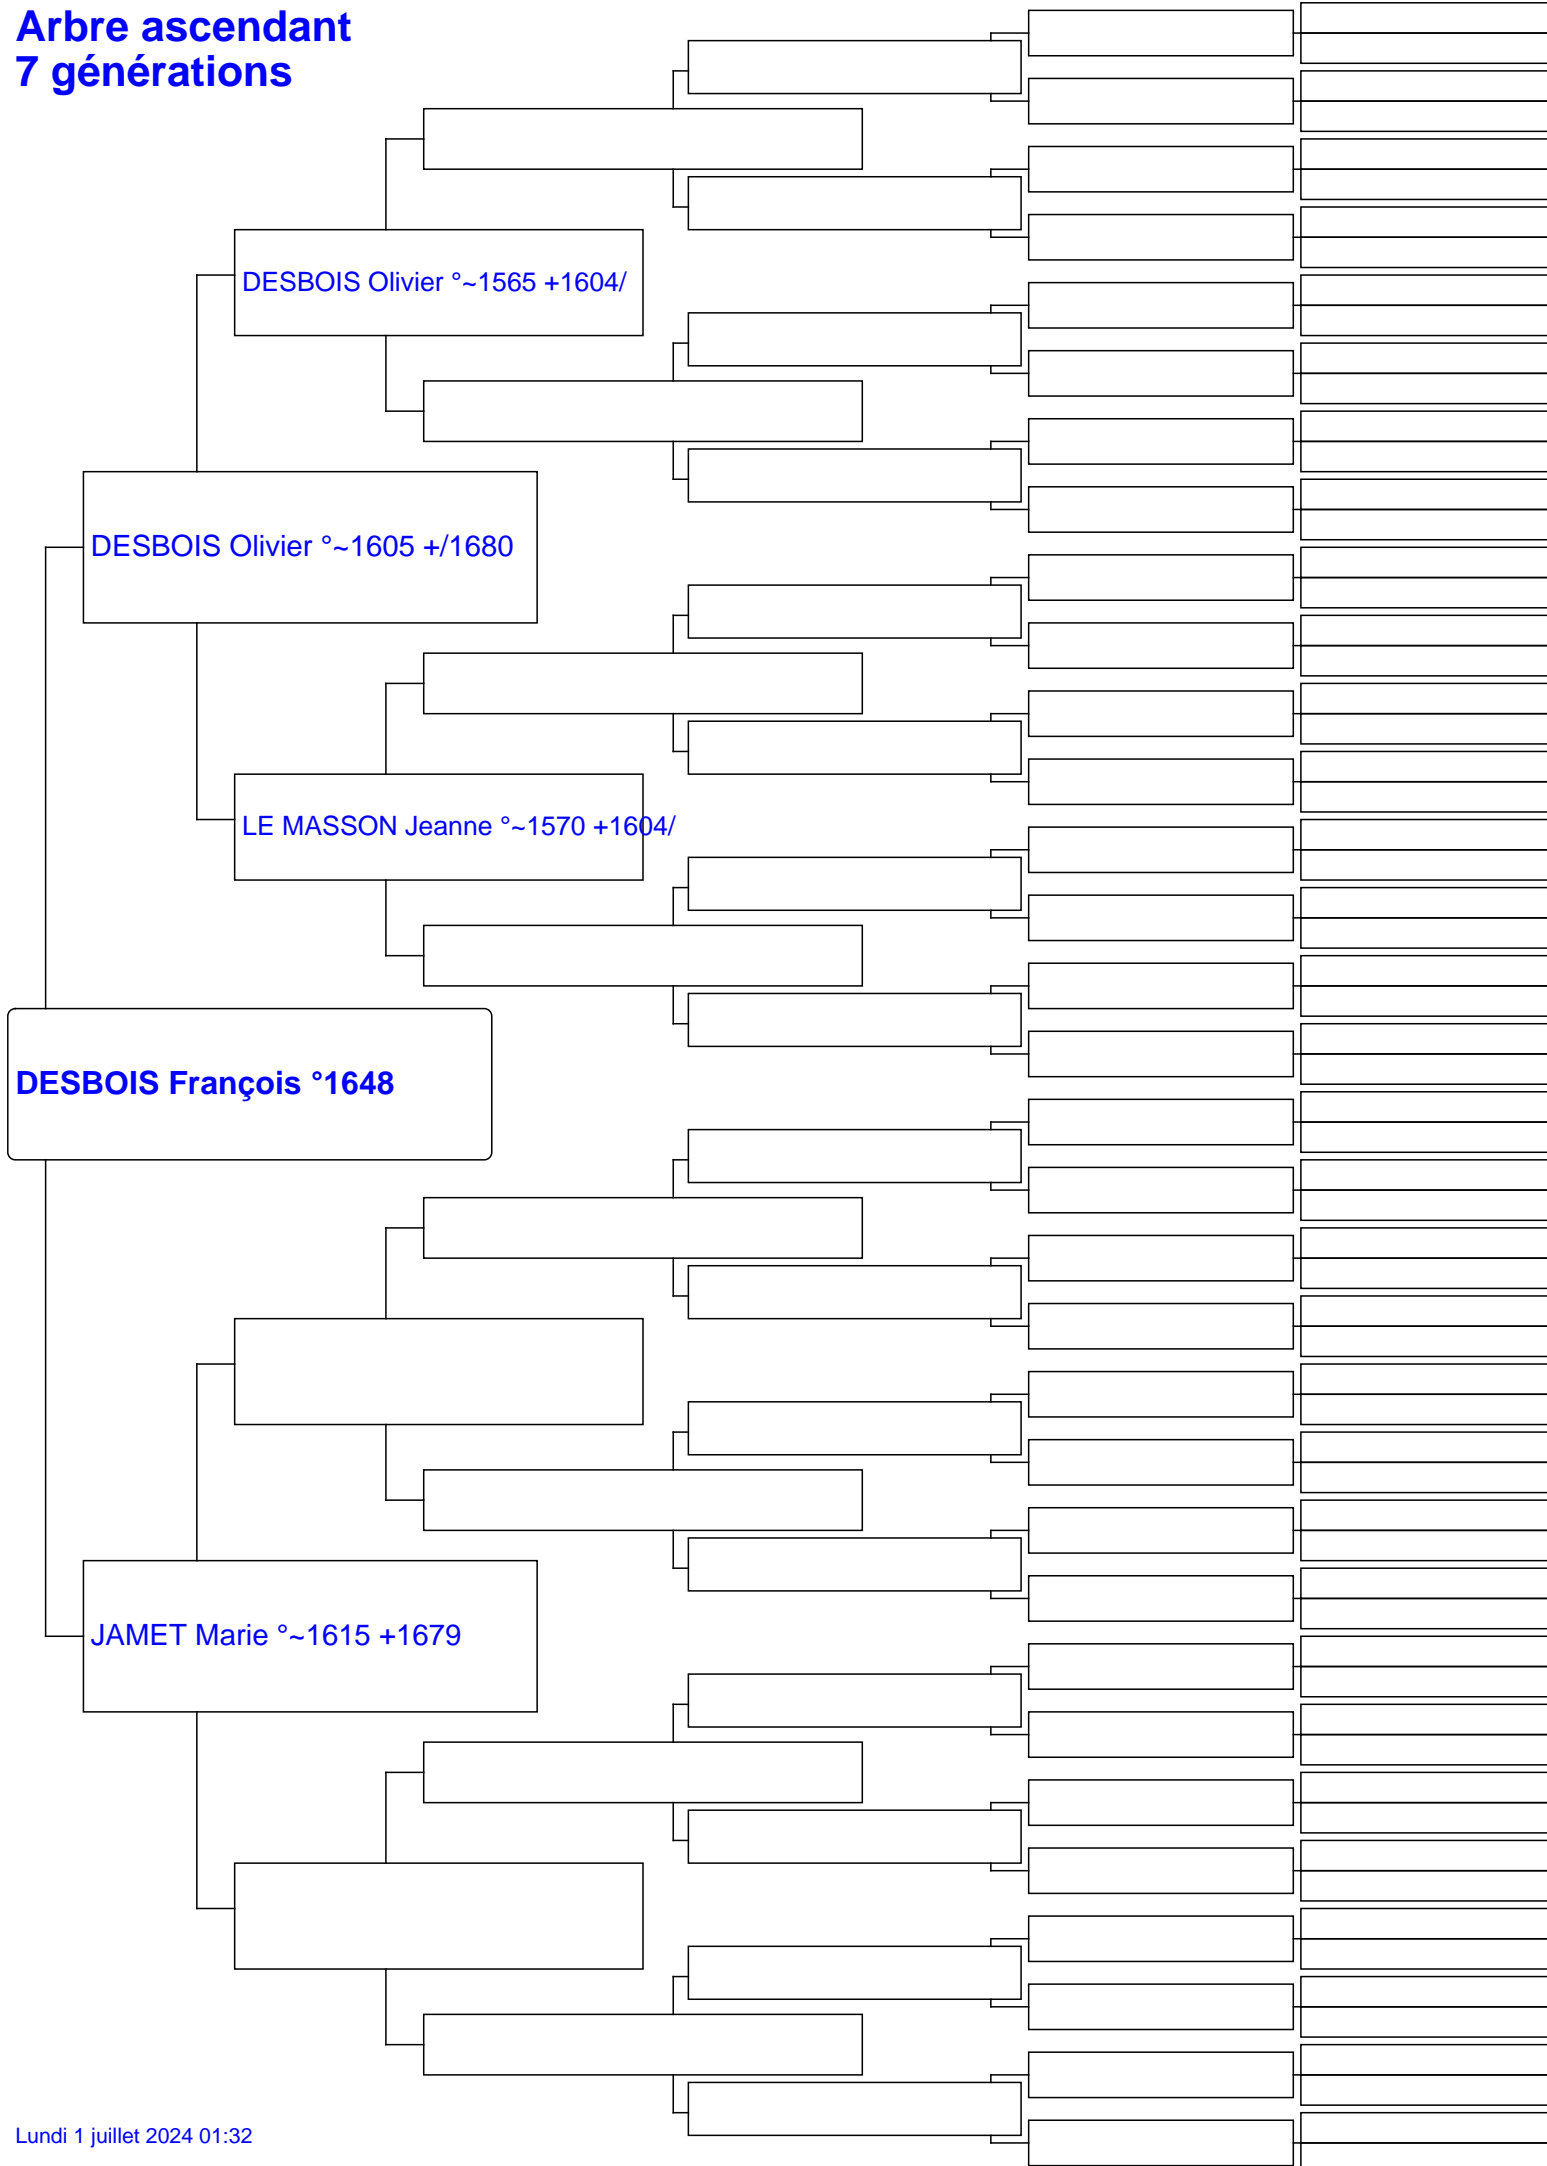 Arbre ascendant
7 générations
DESBOIS Olivier °~1565 +1604/
DESBOIS Olivier °~1605 +/1680
LE MASSON Jeanne °~1570 +1604/
DESBOIS François °1648
JAMET Marie °~1615 +1679
Lundi 1 juillet 2024 01:32